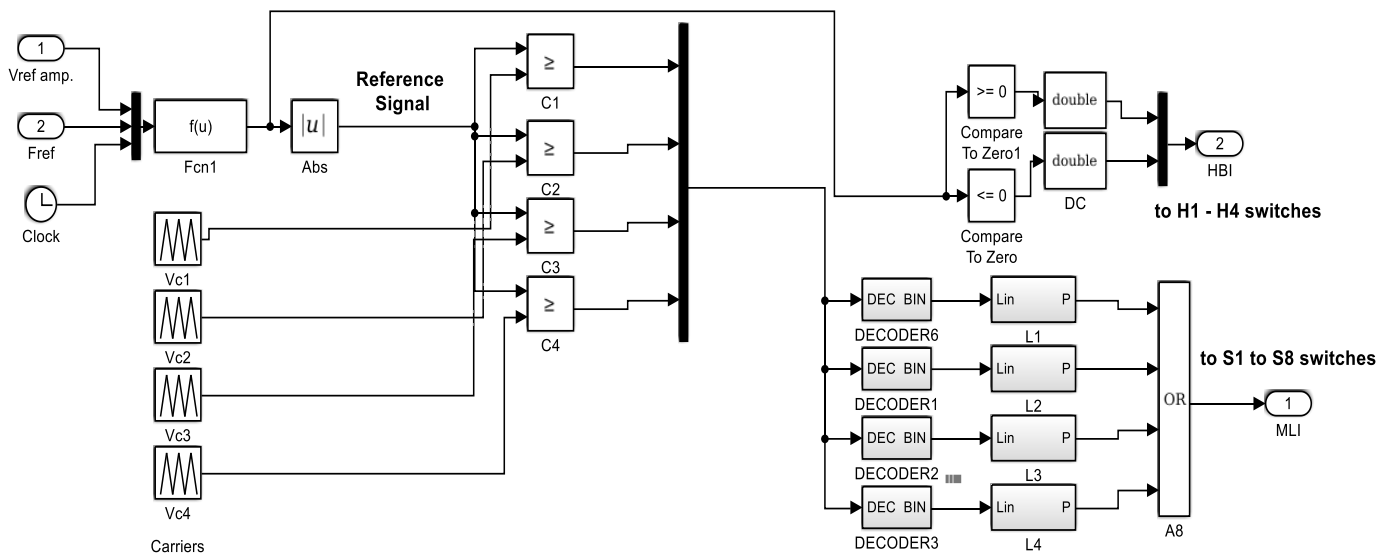 1
Vref amp.
2
Fref
Clock
f(u)
Fcn1
|u|
Abs
Reference
Signal
≥
C1
≥
C2
≥
C3
≥
C4
Vc1
Vc2
Vc3
Vc4
Carriers
>= 0
Compare
To Zero1
double
<= 0
Compare
To Zero
double
DC
2
HBI
to H1 - H4 switches
DEC BIN
DECODER6
Lin P
L1
DEC BIN
DECODER1
Lin P
L2
DEC BIN
DECODER2
Lin P
L3
DEC BIN
DECODER3
Lin P
L4
OR
A8
to S1 to S8 switches
1
MLI